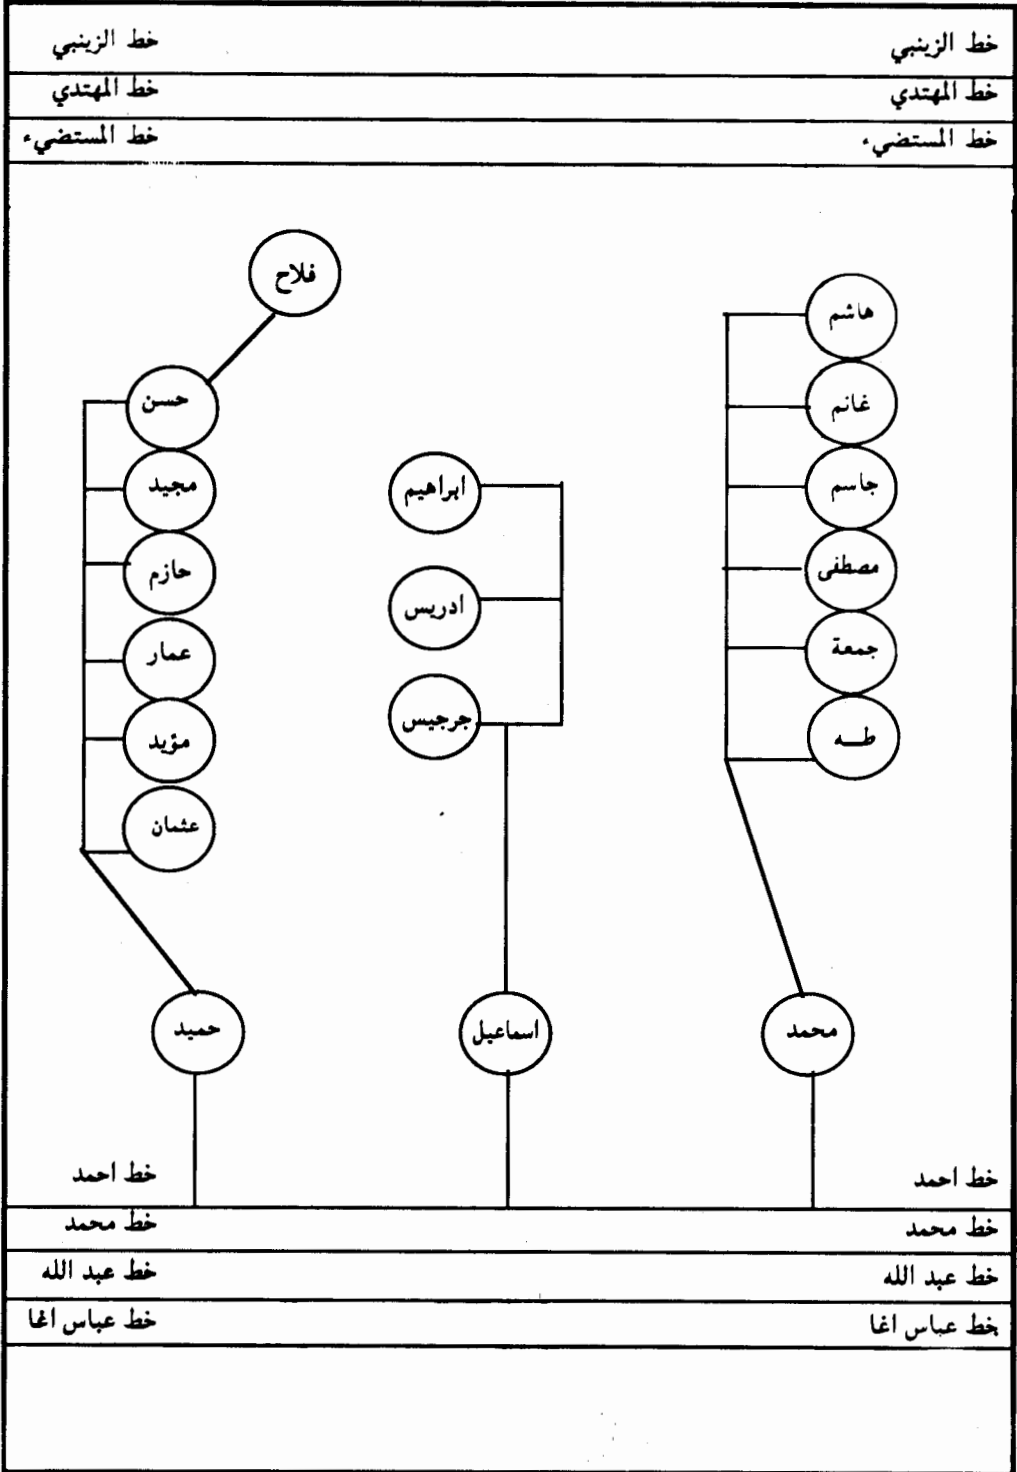 خط الزينبي خط الزينبي
خط المهتدي خط المهتدي
خط المستضيء خط المستضيء
فلاح
هاشم
غانم
جاسم
مصطفى
جمعة
طه
ابراهيم
ادريس
جرجيس
حسن
مجيد
حازم
عمار
مؤيد
عثمان
محمد اسماعيل حميد
خط احمد خط احمد
خط محمد خط محمد
خط عبد الله خط عبد الله
خط عباس اغا خط عباس اغا